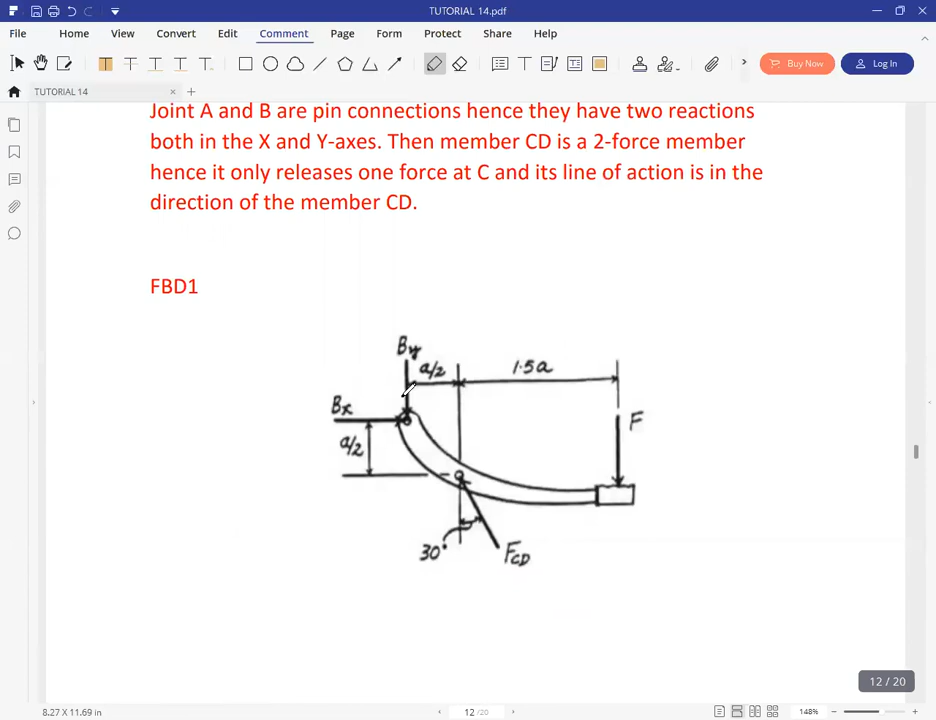 TUTORIAL 14.pdf
File Home View Convert Edit Comment Page Form Protect Share Help
Buy Now Log In
TUTORIAL 14
Joint A and B are pin connections hence they have two reactions
both in the X and Y-axes. Then member CD is a 2-force member
hence it only releases one force at C and its line of action is in the
direction of the member CD.
FBD1
By
a/2 1.5a
Bx F
a/2
30° FCD
12 / 20
8.27 X 11.69 in 12 /20 148%